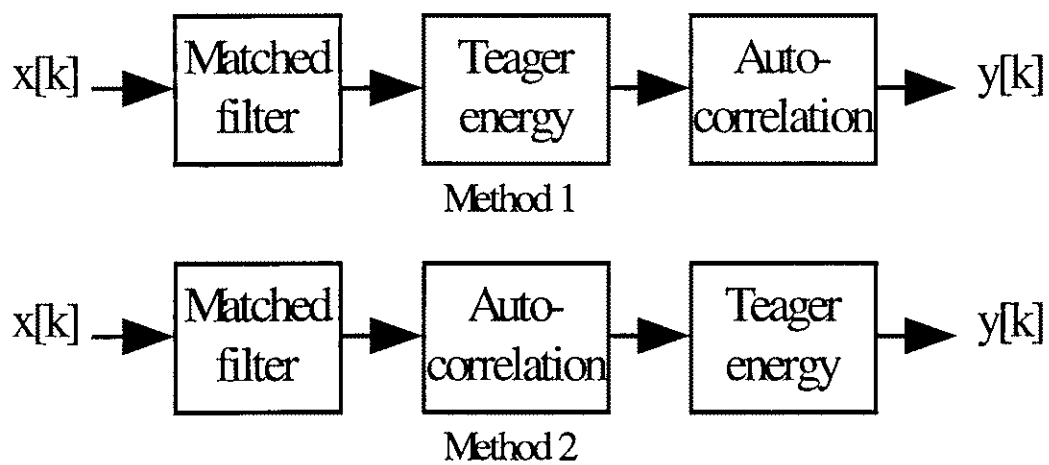 x[k]
Matched
filter
Teager
energy
Auto-
correlation
y[k]
Method 1
x[k]
Matched
filter
Auto-
correlation
Teager
energy
y[k]
Method 2